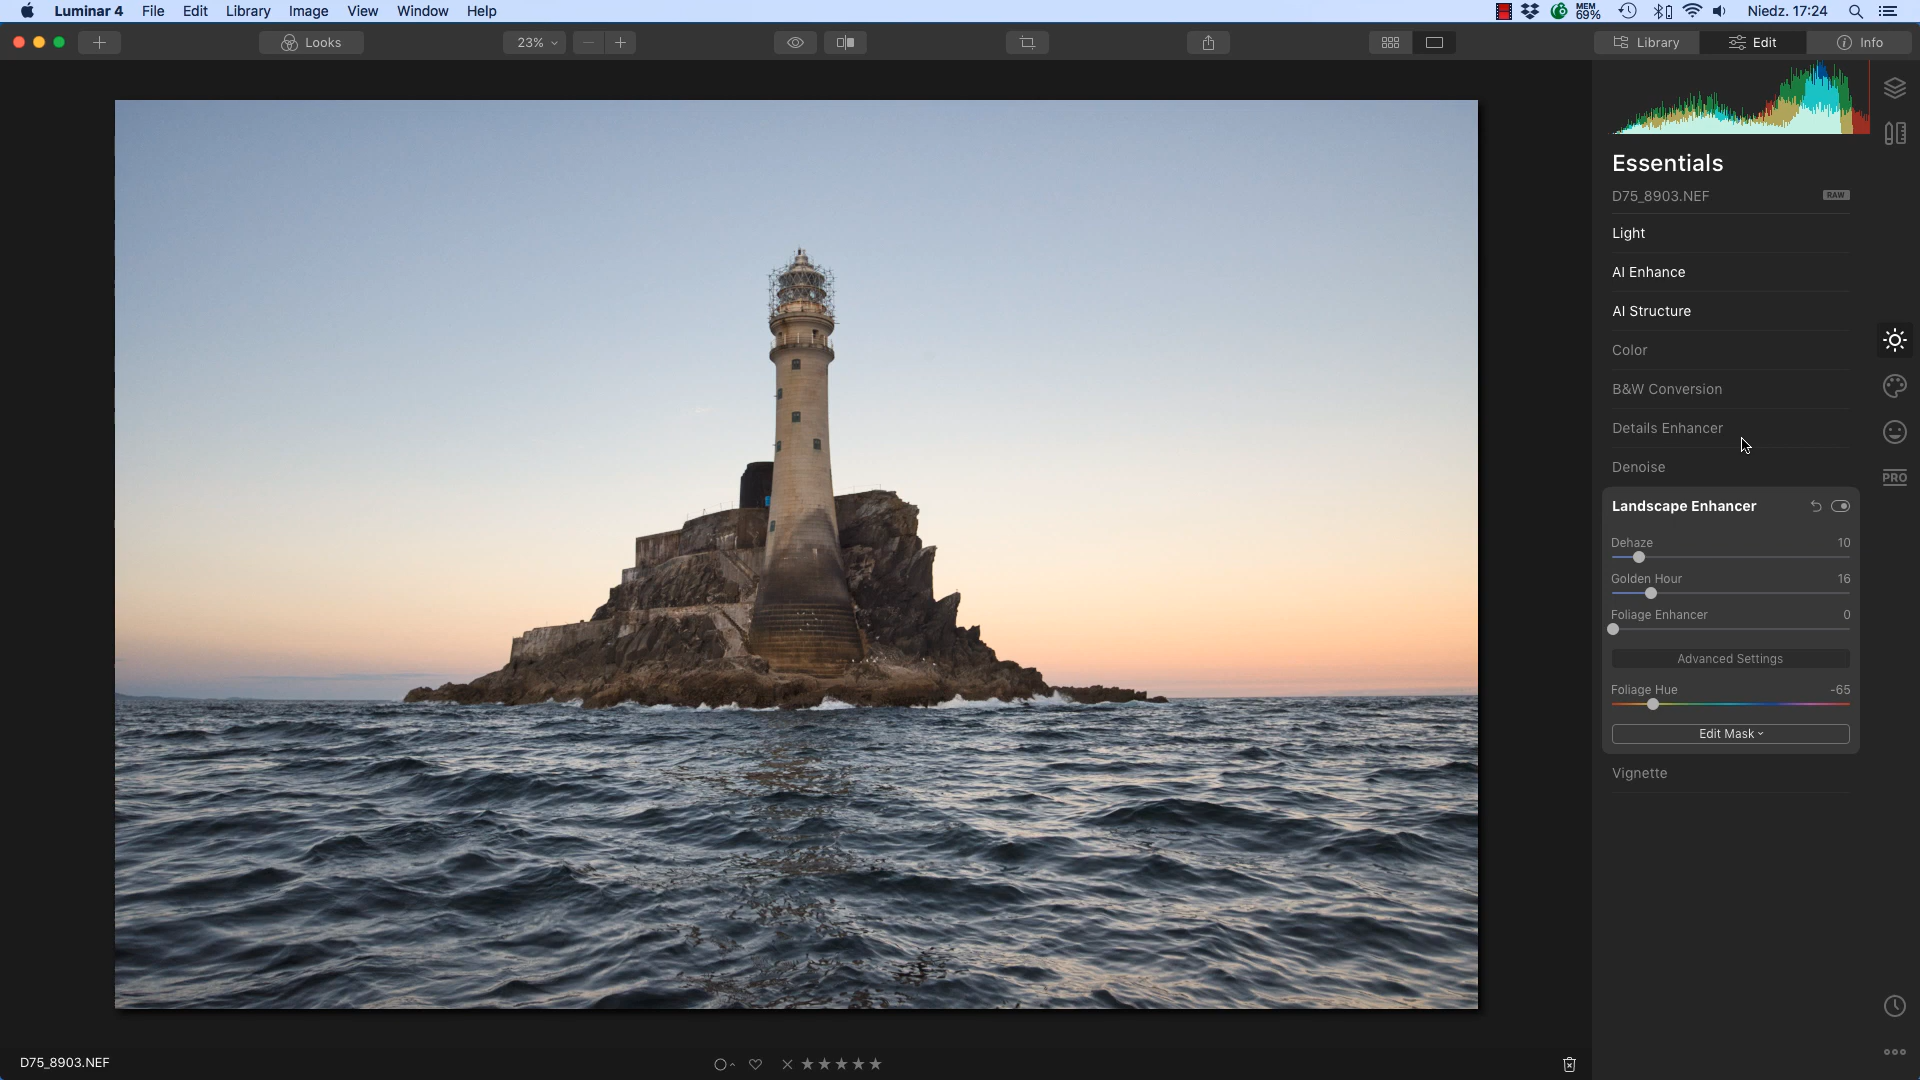 Luminar 4 File Edit Library Image View Window Help MEM 69% Niedz. 17:24
Looks 23% Library Edit Info
Essentials
D75_8903.NEF RAW
Light
AI Enhance
AI Structure
Color
B&W Conversion
Details Enhancer
Denoise
Landscape Enhancer
Dehaze 10
Golden Hour 16
Foliage Enhancer 0
Advanced Settings
Foliage Hue -65
Edit Mask
Vignette
PRO
D75_8903.NEF